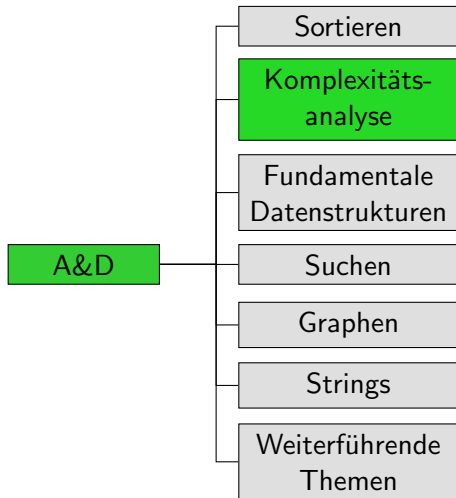 Sortieren
Komplexitäts-
analyse
Fundamentale
Datenstrukturen
A&D
Suchen
Graphen
Strings
Weiterführende
Themen